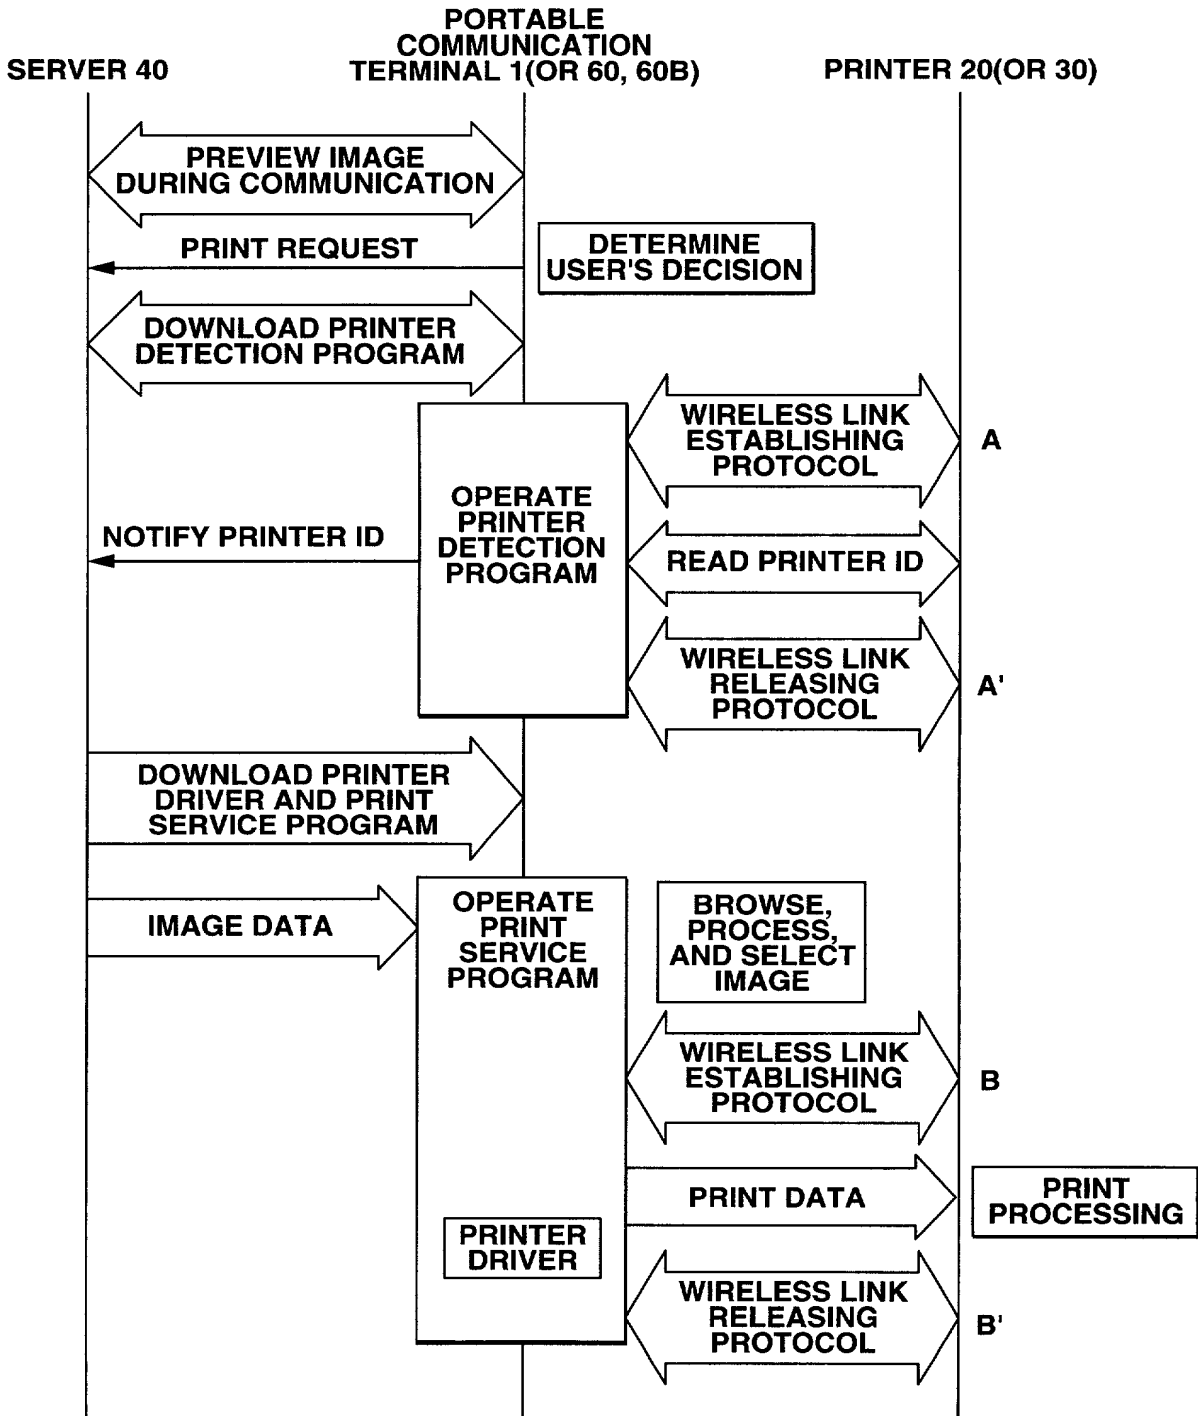 PORTABLE
COMMUNICATION
SERVER 40
TERMINAL 1(OR 60, 60B)
PRINTER 20(OR 30)
PREVIEW IMAGE
DURING COMMUNICATION
PRINT REQUEST
DETERMINE
USER'S DECISION
DOWNLOAD PRINTER
DETECTION PROGRAM
WIRELESS LINK
ESTABLISHING
PROTOCOL
A
OPERATE
PRINTER
DETECTION
PROGRAM
NOTIFY PRINTER ID
READ PRINTER ID
WIRELESS LINK
RELEASING
PROTOCOL
A'
DOWNLOAD PRINTER
DRIVER AND PRINT
SERVICE PROGRAM
IMAGE DATA
OPERATE
PRINT
SERVICE
PROGRAM
BROWSE,
PROCESS,
AND SELECT
IMAGE
WIRELESS LINK
ESTABLISHING
PROTOCOL
B
PRINT DATA
PRINT
PROCESSING
PRINTER
DRIVER
WIRELESS LINK
RELEASING
PROTOCOL
B'